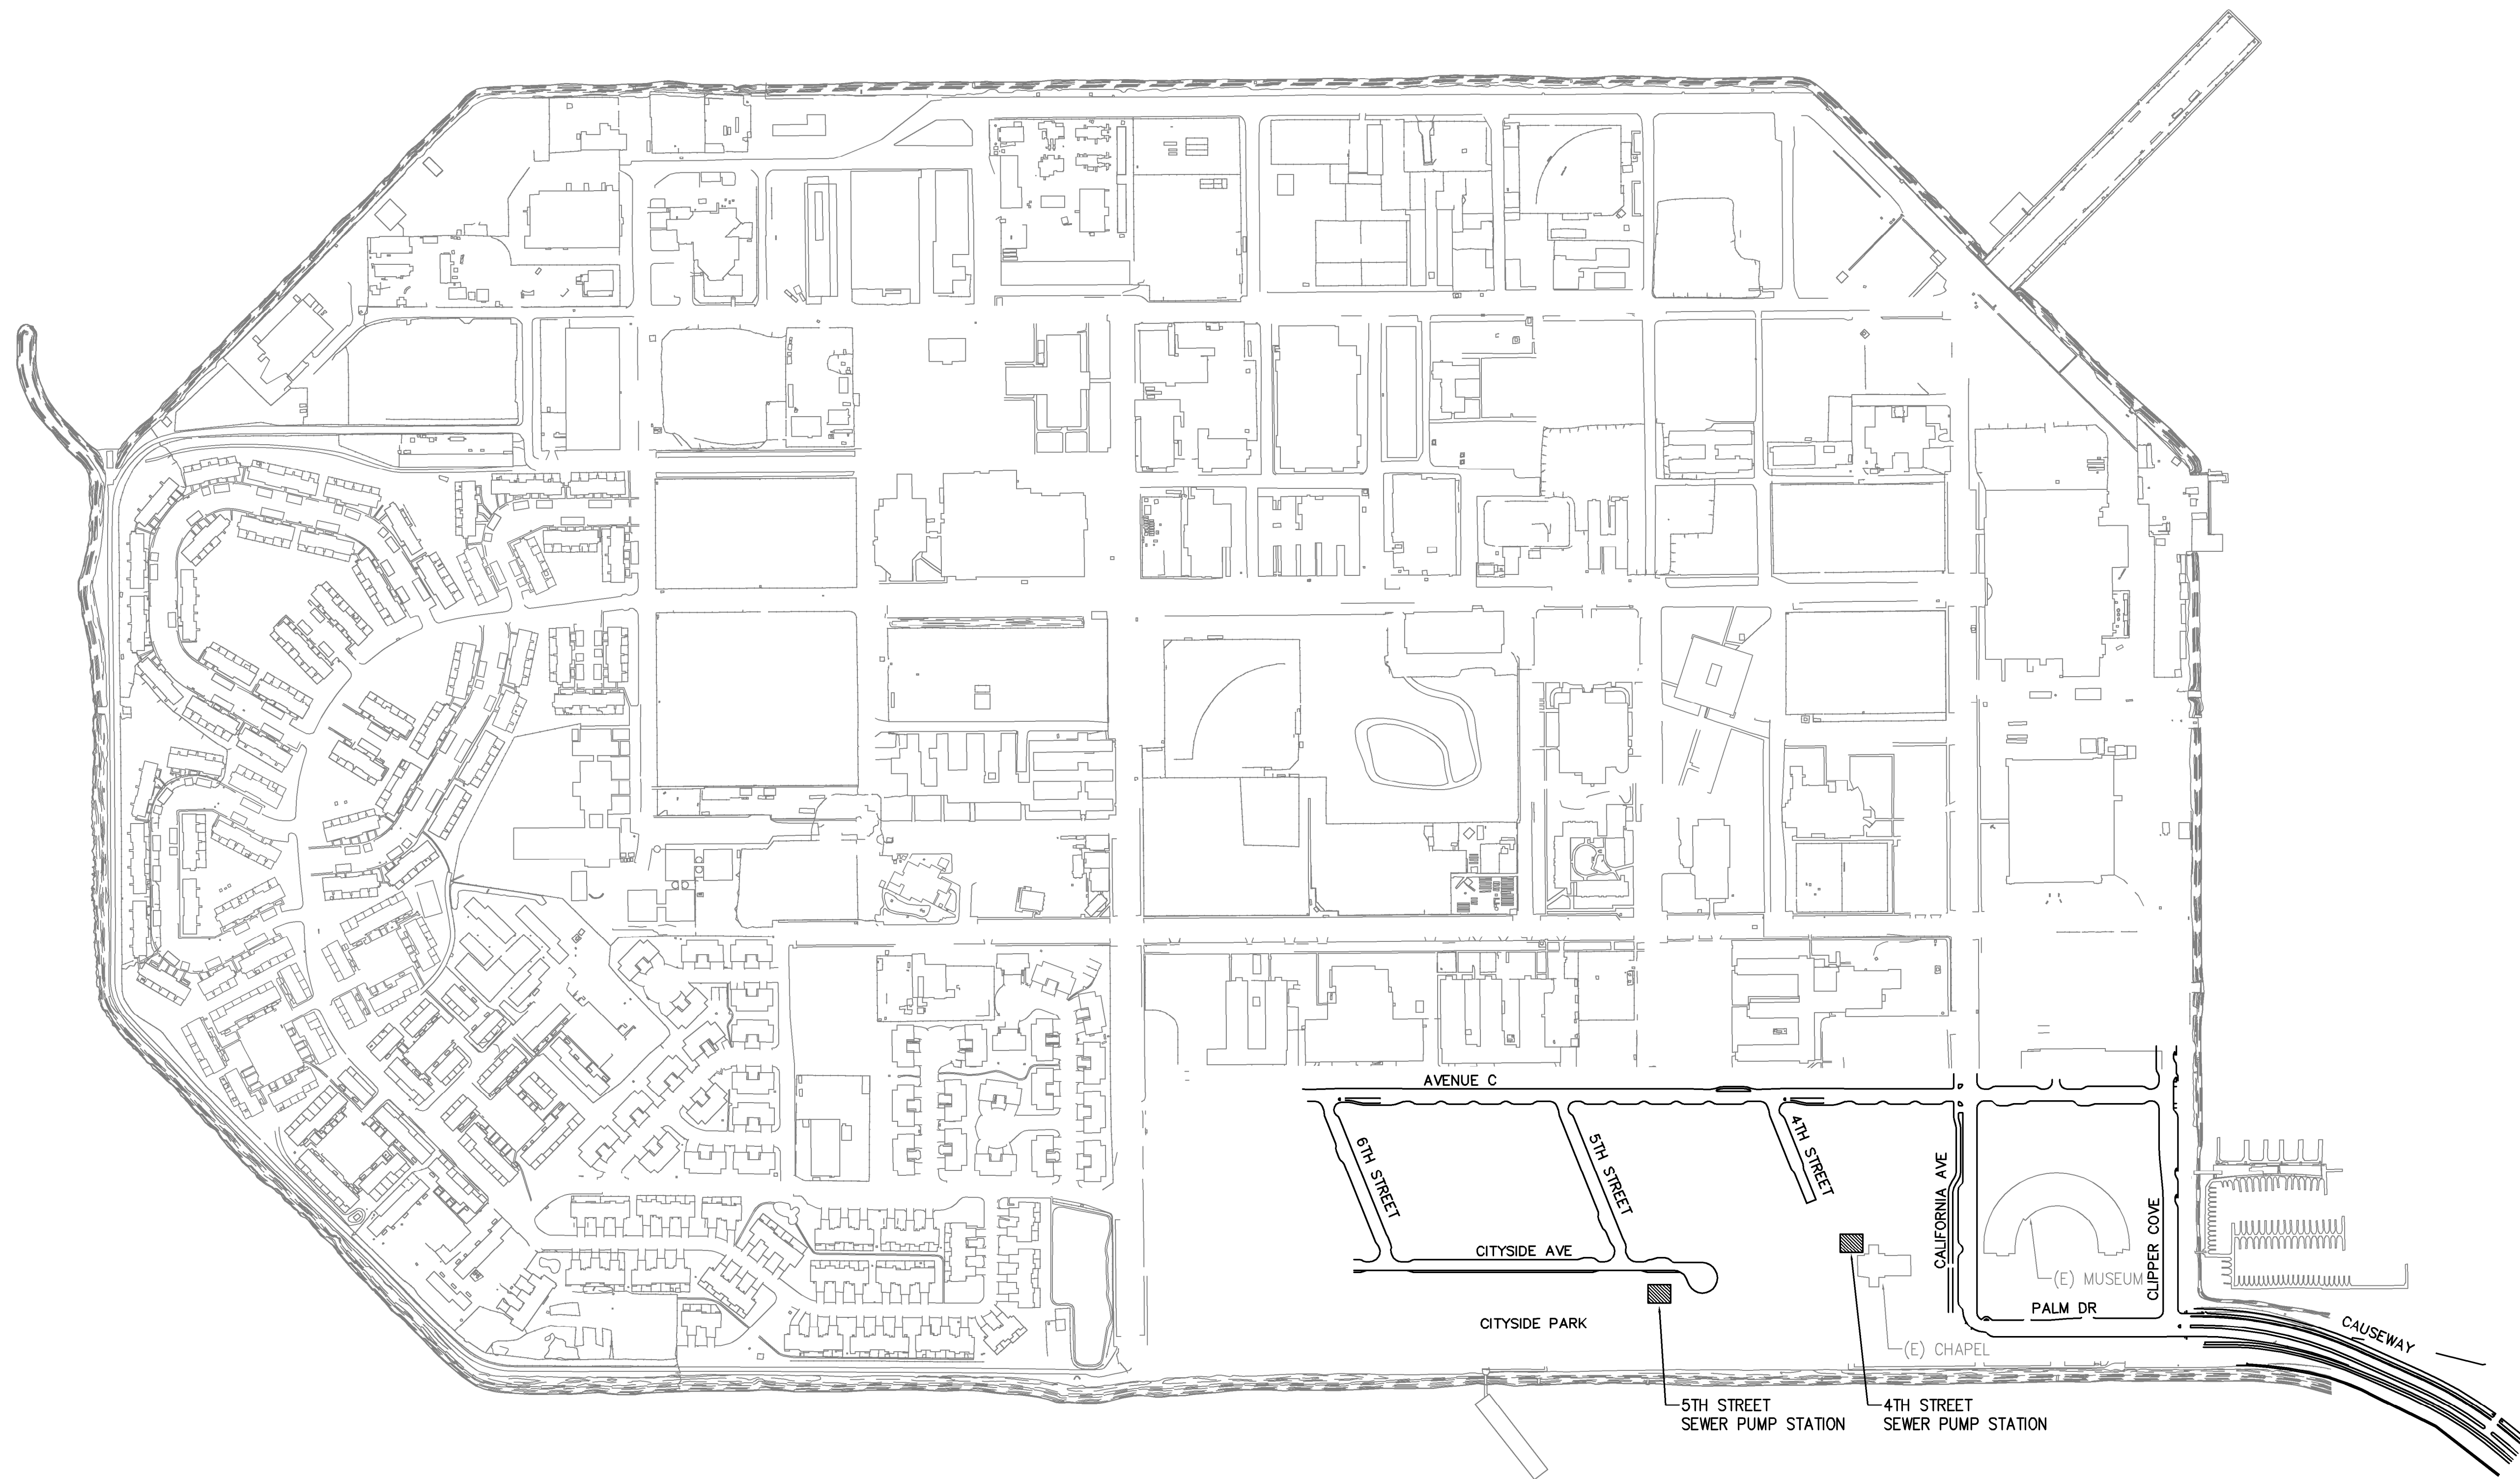 AVENUE C
6TH STREET
5TH STREET
4TH STREET
CALIFORNIA AVE
CLIPPER COVE
CITYSIDE AVE
(E) MUSEUM
PALM DR
CITYSIDE PARK
(E) CHAPEL
CAUSEWAY
5TH STREET
SEWER PUMP STATION
4TH STREET
SEWER PUMP STATION